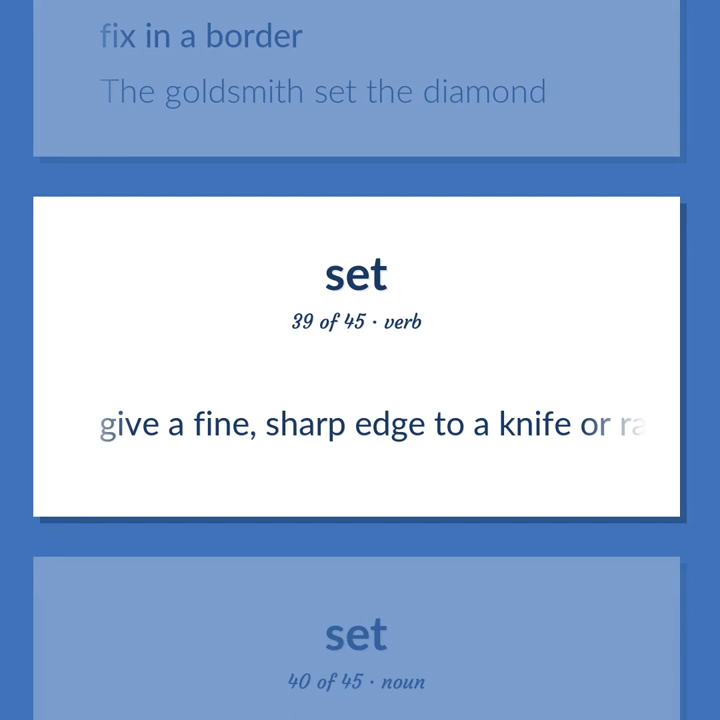 fix in a border
The goldsmith set the diamond
set
39 of 45 · verb
give a fine, sharp edge to a knife or
set
40 of 45 · noun